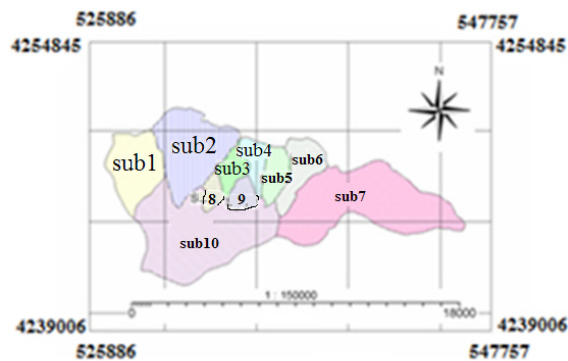 525886 547757
4254845 4254845
N
sub1 sub2 sub3 sub4 sub5 sub6
8 9 sub7
sub10
1 : 150000
0 18000
4239006 4239006
525886 547757